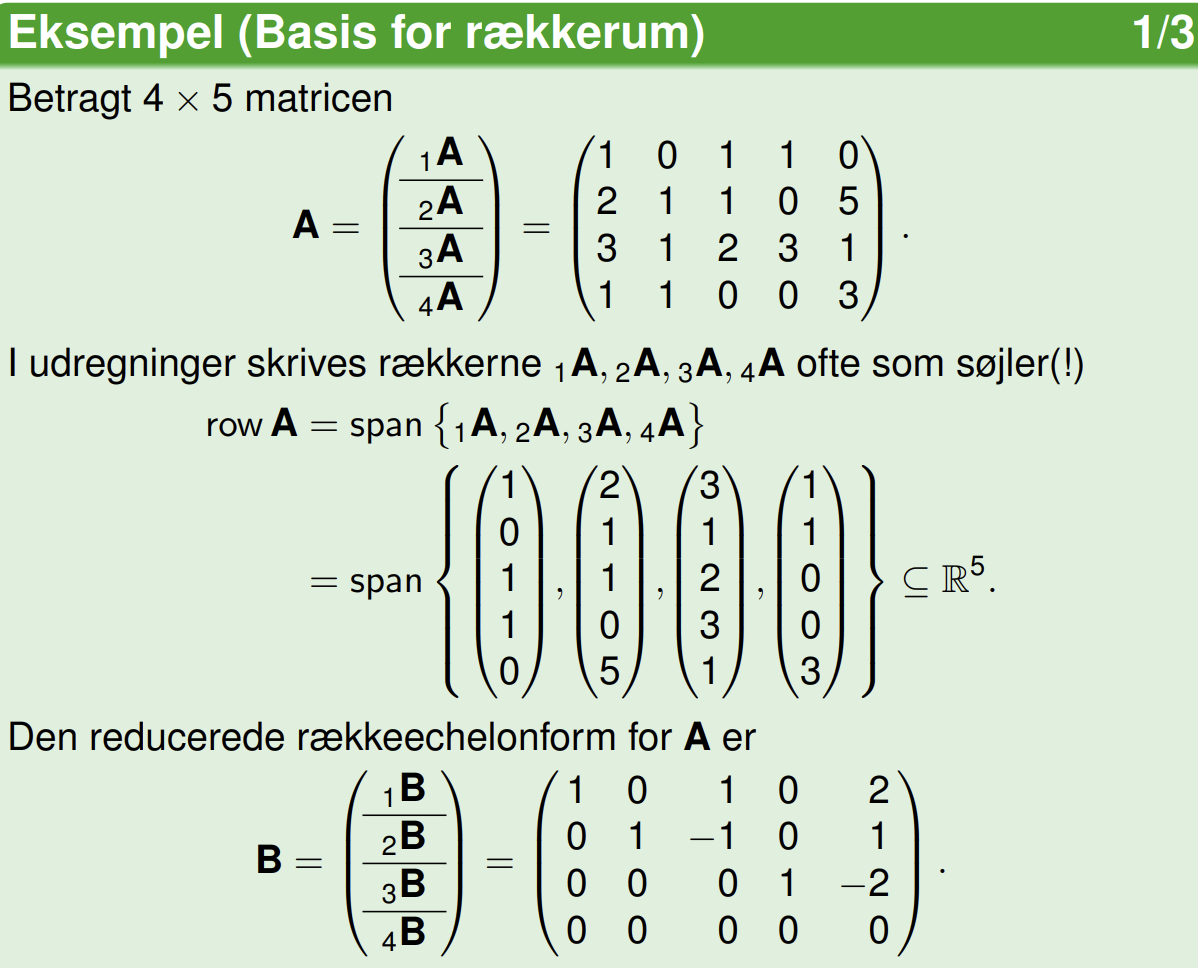 Eksempel (Basis for rækkerum) 1/3
Betragt 4 × 5 matricen
A = ( ₁A ; ₂A ; ₃A ; ₄A ) = ( 1 0 1 1 0 ; 2 1 1 0 5 ; 3 1 2 3 1 ; 1 1 0 0 3 ) .
I udregninger skrives rækkerne ₁A, ₂A, ₃A, ₄A ofte som søjler(!)
row A = span {₁A, ₂A, ₃A, ₄A}
= span { (1 0 1 1 0), (2 1 1 0 5), (3 1 2 3 1), (1 1 0 0 3) } ⊆ ℝ⁵.
Den reducerede rækkeechelonform for A er
B = ( ₁B ; ₂B ; ₃B ; ₄B ) = ( 1 0 1 0 2 ; 0 1 −1 0 1 ; 0 0 0 1 −2 ; 0 0 0 0 0 ) .